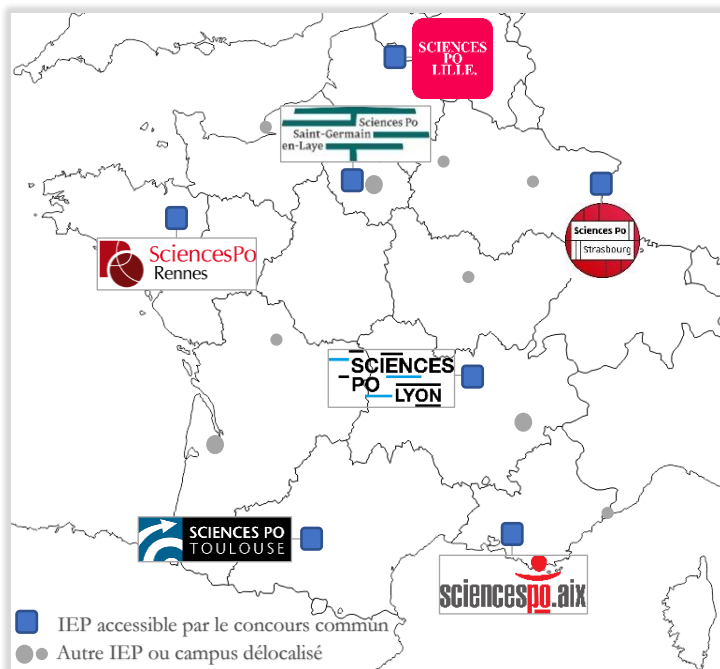 SCIENCES
PO
LILLE.
Sciences Po
Saint-Germain
en-Laye
Sciences Po
Strasbourg
SciencesPo
Rennes
SCIENCES
PO
LYON
SCIENCES PO
TOULOUSE
sciencespo.aix
IEP accessible par le concours commun
Autre IEP ou campus délocalisé